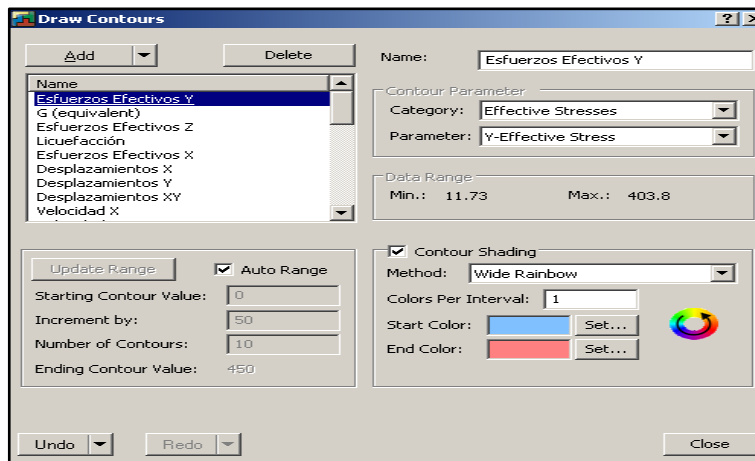 Draw Contours
Add
Delete
Name: Esfuerzos Efectivos Y
Name
Esfuerzos Efectivos Y
G (equivalent)
Esfuerzos Efectivos Z
Licuefacción
Esfuerzos Efectivos X
Desplazamientos X
Desplazamientos Y
Desplazamientos XY
Velocidad X
Contour Parameter
Category: Effective Stresses
Parameter: Y-Effective Stress
Data Range
Min.: 11.73 Max.: 403.8
Update Range Auto Range
Starting Contour Value: 0
Increment by: 50
Number of Contours: 10
Ending Contour Value: 450
Contour Shading
Method: Wide Rainbow
Colors Per Interval: 1
Start Color: Set...
End Color: Set...
Undo
Redo
Close